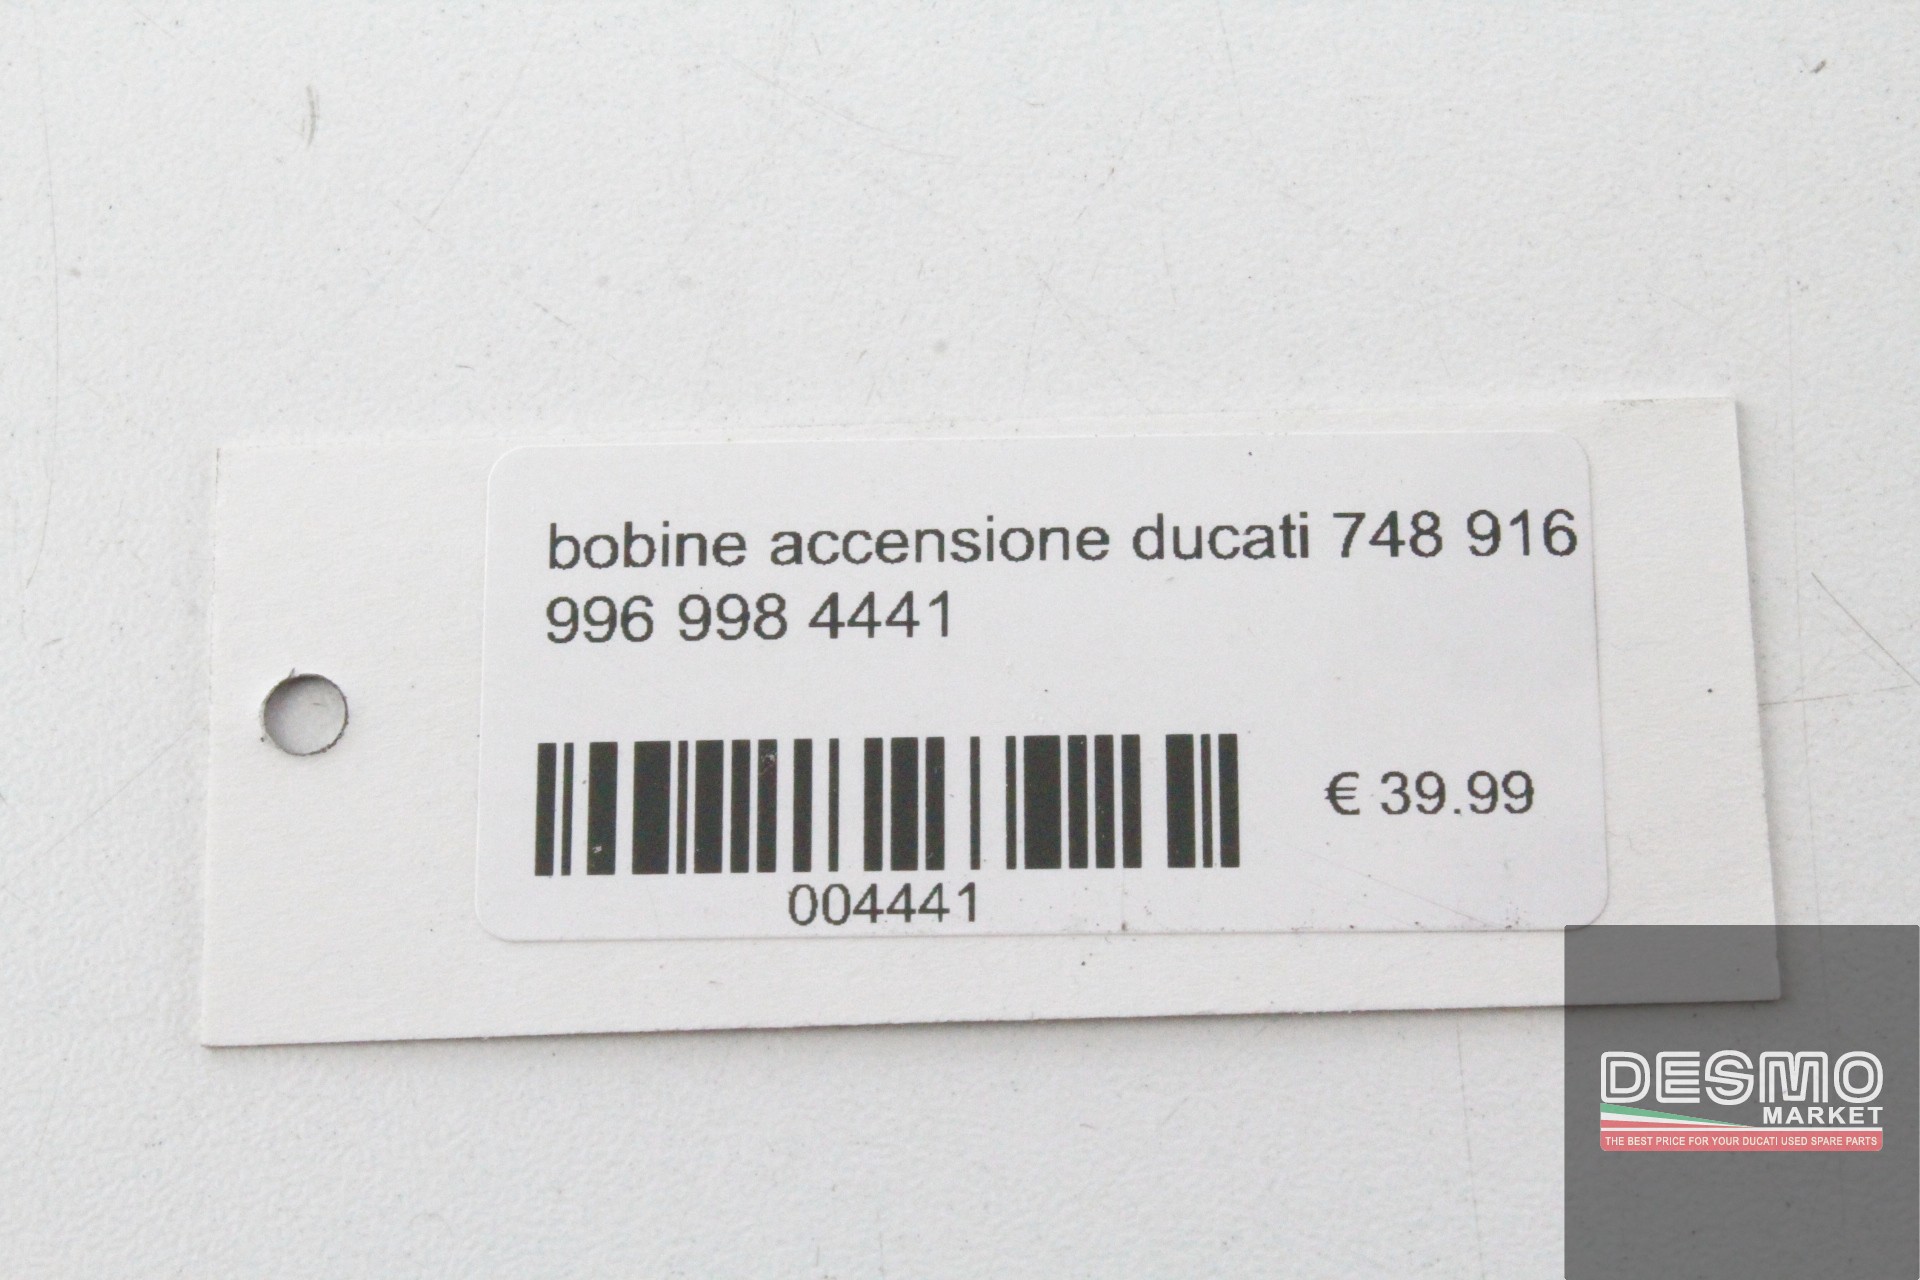 bobine accensione ducati 748 916
996 998 4441
€ 39.99
004441
DESMO
MARKET
THE BEST PRICE FOR YOUR DUCATI USED SPARE PARTS